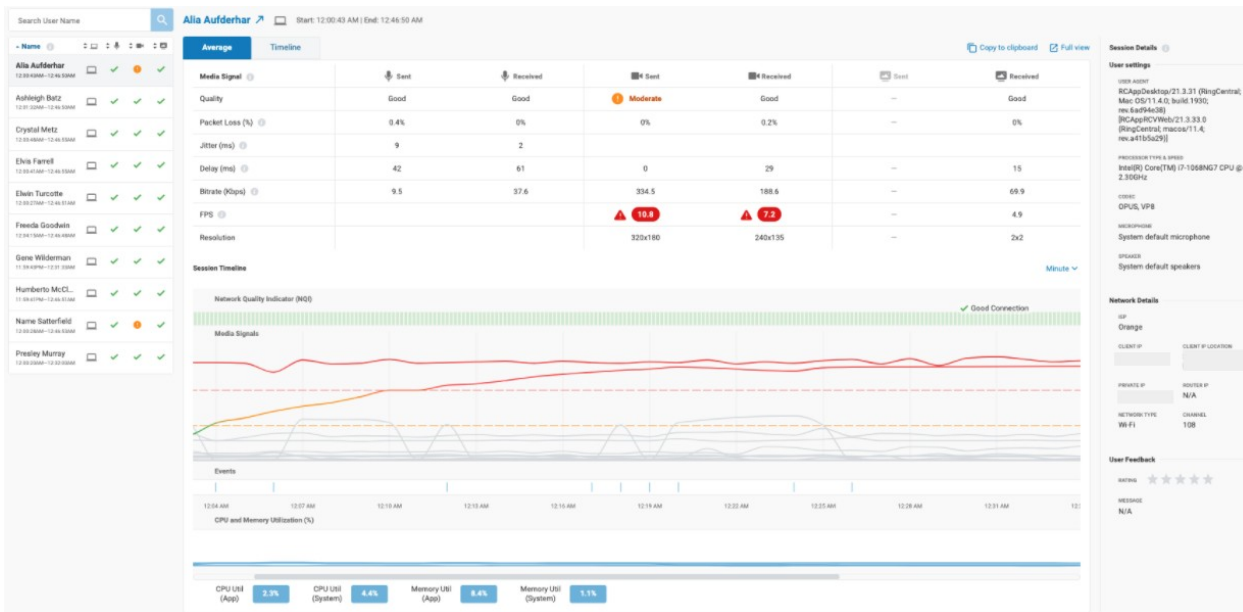 Search User Name
Alia Aufderhar
Start: 12:00:43 AM | End: 12:46:50 AM
Name
Alia Aufderhar
12:00:43AM–12:46:50AM
Ashleigh Batz
Crystal Metz
Elvis Farrell
Elwin Turcotte
Freeda Goodwin
Gene Wilderman
Humberto McCl...
Name Satterfield
Presley Murray
Average
Timeline
Copy to clipboard
Full view
Media Signal
Sent
Received
Sent
Received
Sent
Received
Quality
Good
Good
Moderate
Good
—
Good
Packet Loss (%)
0.4%
0%
0%
0.2%
—
0%
Jitter (ms)
9
2
Delay (ms)
42
61
0
29
—
15
Bitrate (Kbps)
9.5
37.6
334.5
188.6
—
69.9
FPS
10.8
7.2
—
4.9
Resolution
320x180
240x135
—
2x2
Session Timeline
Minute
Network Quality Indicator (NQI)
Good Connection
Media Signals
Events
12:04 AM
12:07 AM
12:10 AM
12:13 AM
12:16 AM
12:19 AM
12:22 AM
12:25 AM
12:28 AM
12:31 AM
CPU and Memory Utilization (%)
CPU Util
(App)
2.3%
CPU Util
(System)
4.4%
Memory Util
(App)
8.4%
Memory Util
(System)
1.1%
Session Details
User settings
USER AGENT
RCAppDesktop/21.3.31 (RingCentral;
Mac OS/11.4.0; build.1930;
rev.6ad94e38)
[RCAppRCVWeb/21.3.33.0
(RingCentral; macos/11.4;
rev.a41b5a29)]
PROCESSOR TYPE & SPEED
Intel(R) Core(TM) i7-1068NG7 CPU @
2.30GHz
CODEC
OPUS, VP8
MICROPHONE
System default microphone
SPEAKER
System default speakers
Network Details
ISP
Orange
CLIENT IP
CLIENT IP LOCATION
PRIVATE IP
ROUTER IP
N/A
NETWORK TYPE
CHANNEL
Wi-Fi
108
User Feedback
RATING
MESSAGE
N/A